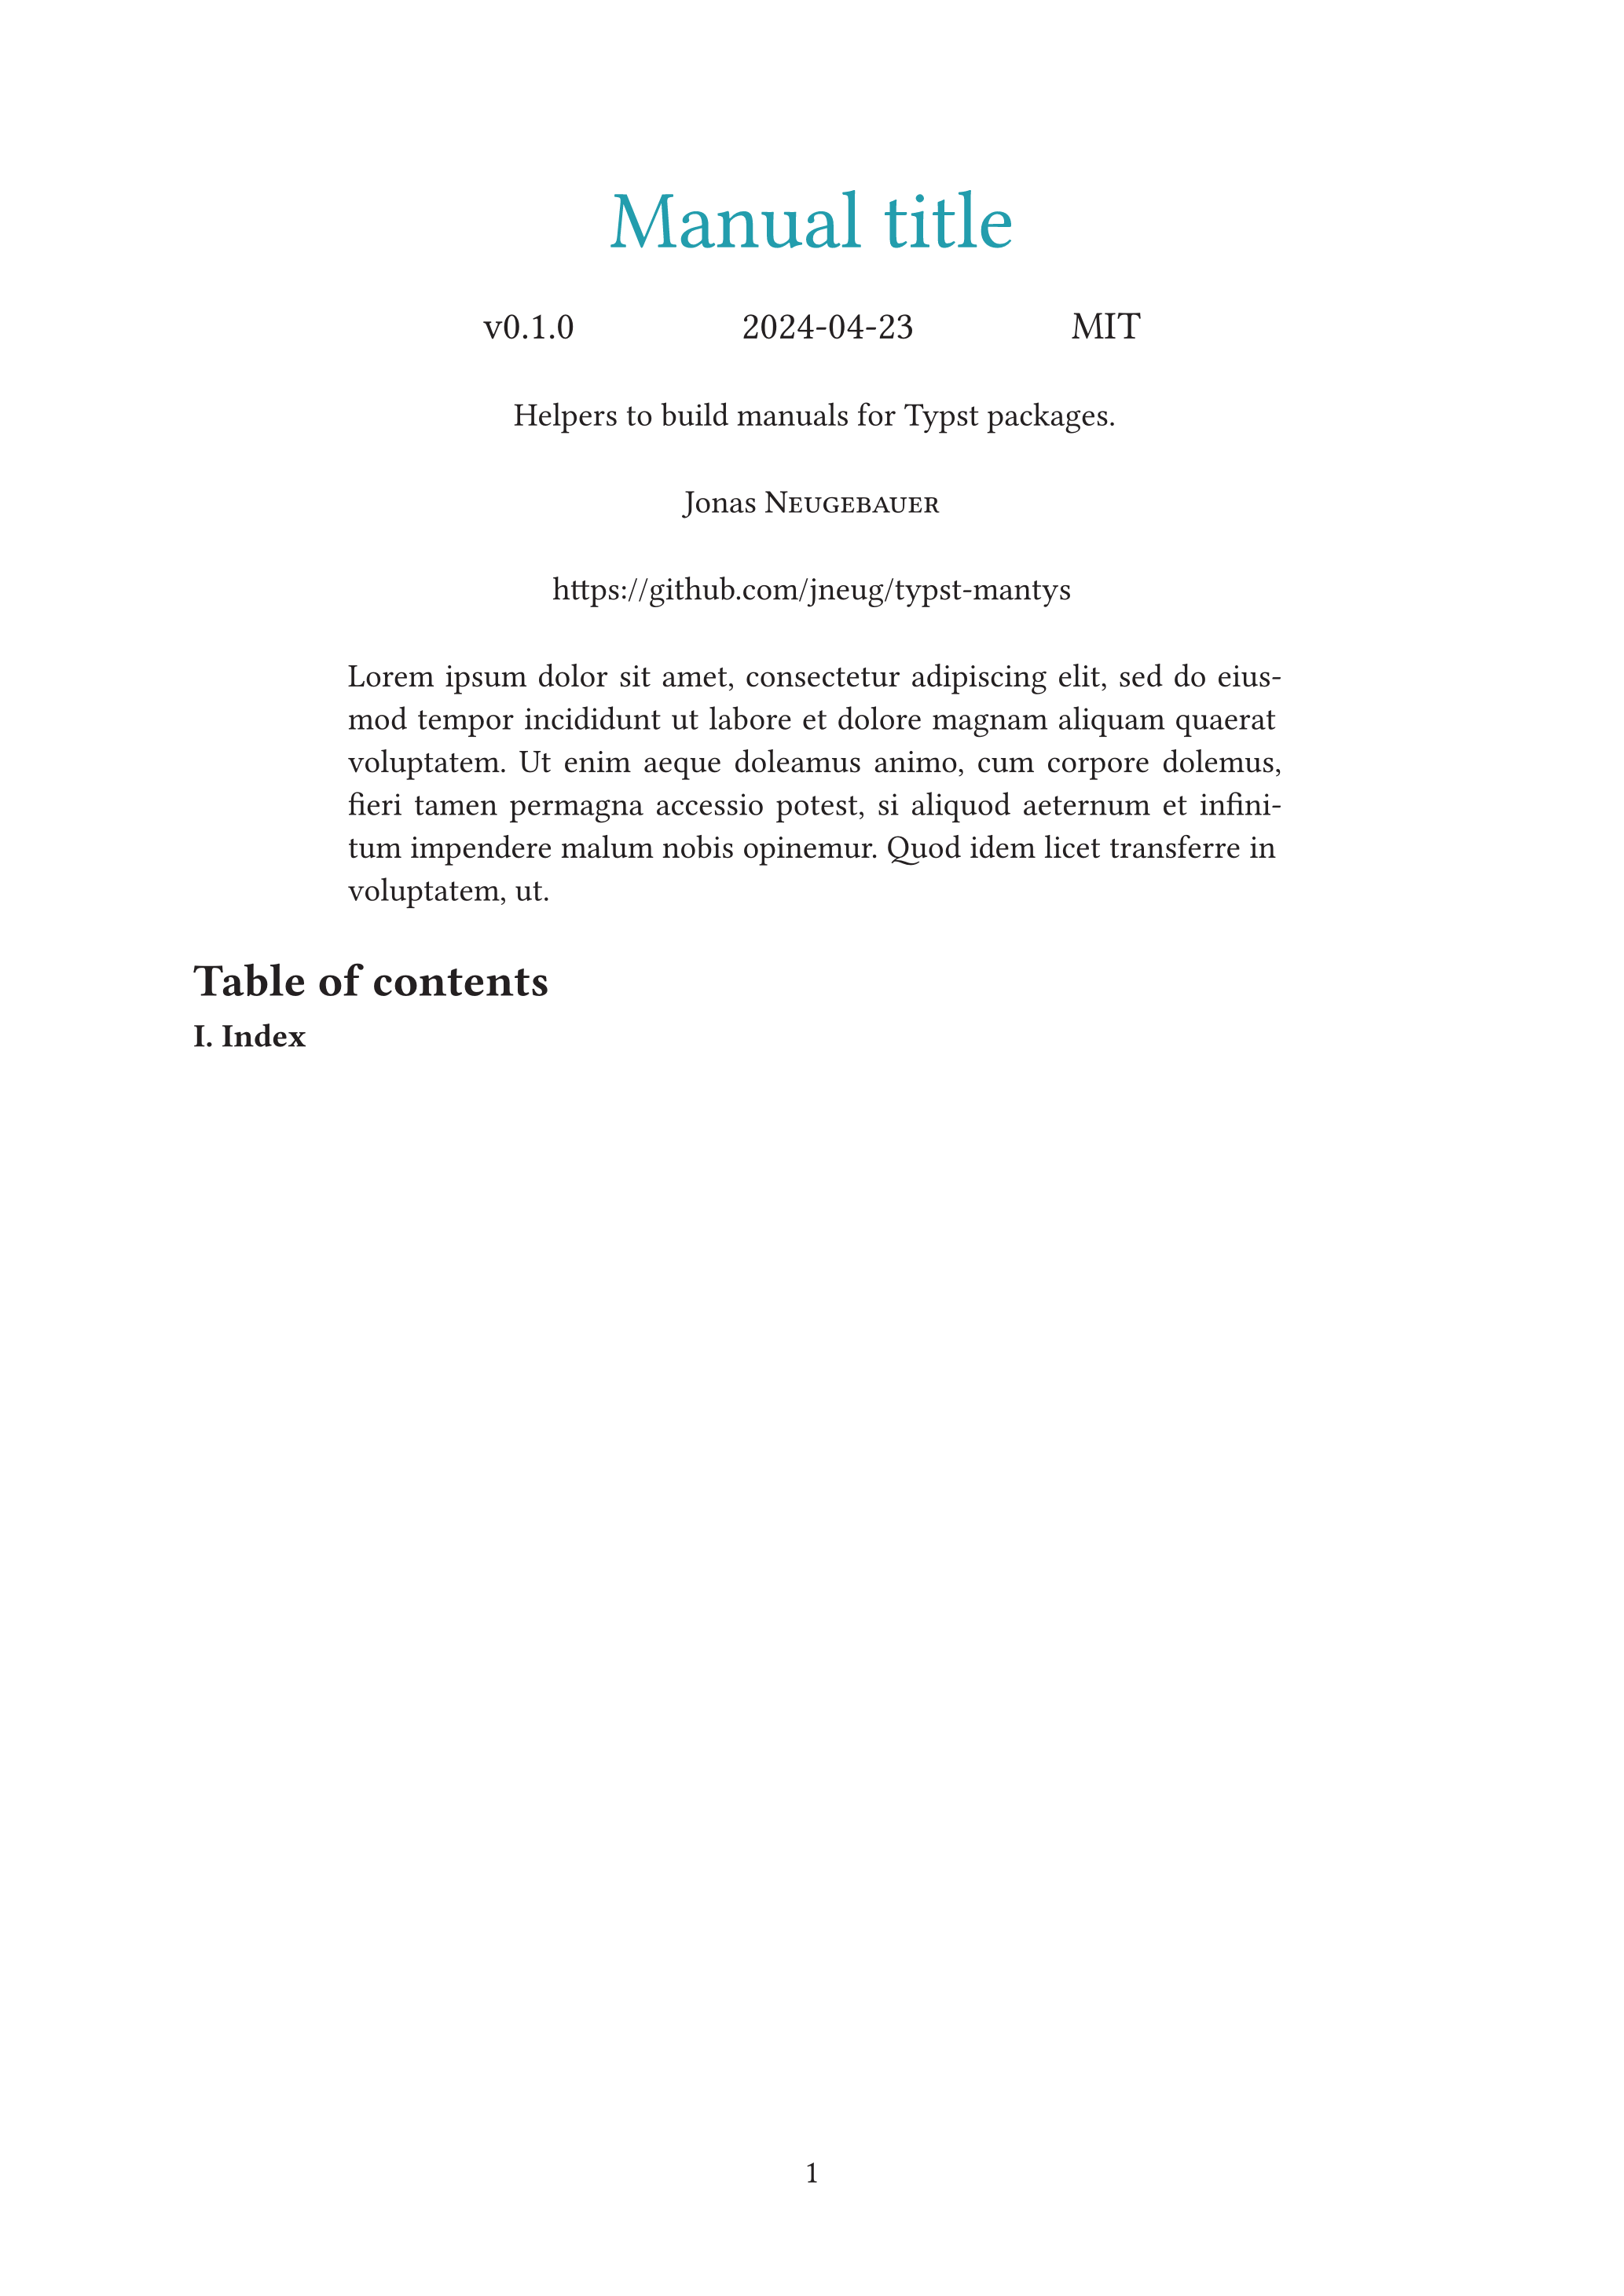 Manual title
v0.1.0 2024-04-23 MIT
Helpers to build manuals for Typst packages.
Jonas Neugebauer
https://github.com/jneug/typst-mantys
Lorem ipsum dolor sit amet, consectetur adipiscing elit, sed do eius-
mod tempor incididunt ut labore et dolore magnam aliquam quaerat
voluptatem. Ut enim aeque doleamus animo, cum corpore dolemus,
fieri tamen permagna accessio potest, si aliquod aeternum et infini-
tum impendere malum nobis opinemur. Quod idem licet transferre in
voluptatem, ut.
Table of contents
I. Index
1